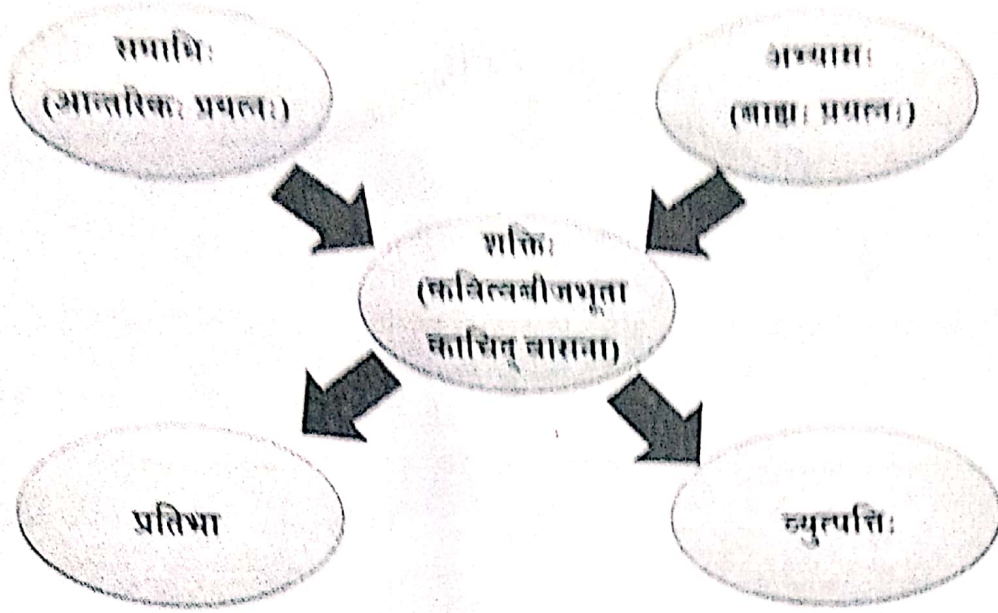 समाधिः
(आन्तरिकः प्रयत्नः)
अभ्यासः
(बाह्यः प्रयत्नः)
शक्तिः
(कवित्वबीजभूता
काचिद् वासना)
प्रतिभा
व्युत्पत्तिः